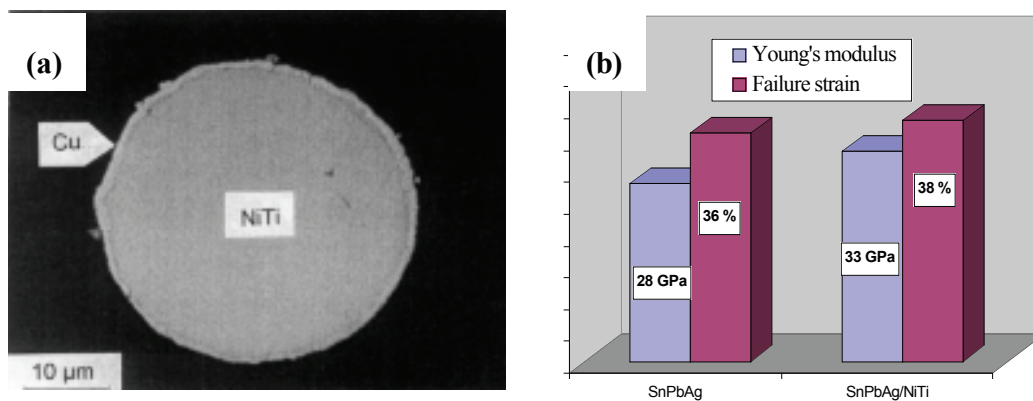 (a)
Cu
NiTi
10 µm
(b)
Young's modulus
Failure strain
36 %
38 %
28 GPa
33 GPa
SnPbAg
SnPbAg/NiTi